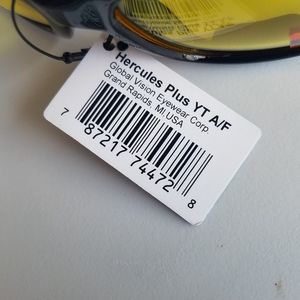 Hercules Plus YT A/F
Global Vision Eyewear Corp.
Grand Rapids, MI.USA
7 87217 74472 8